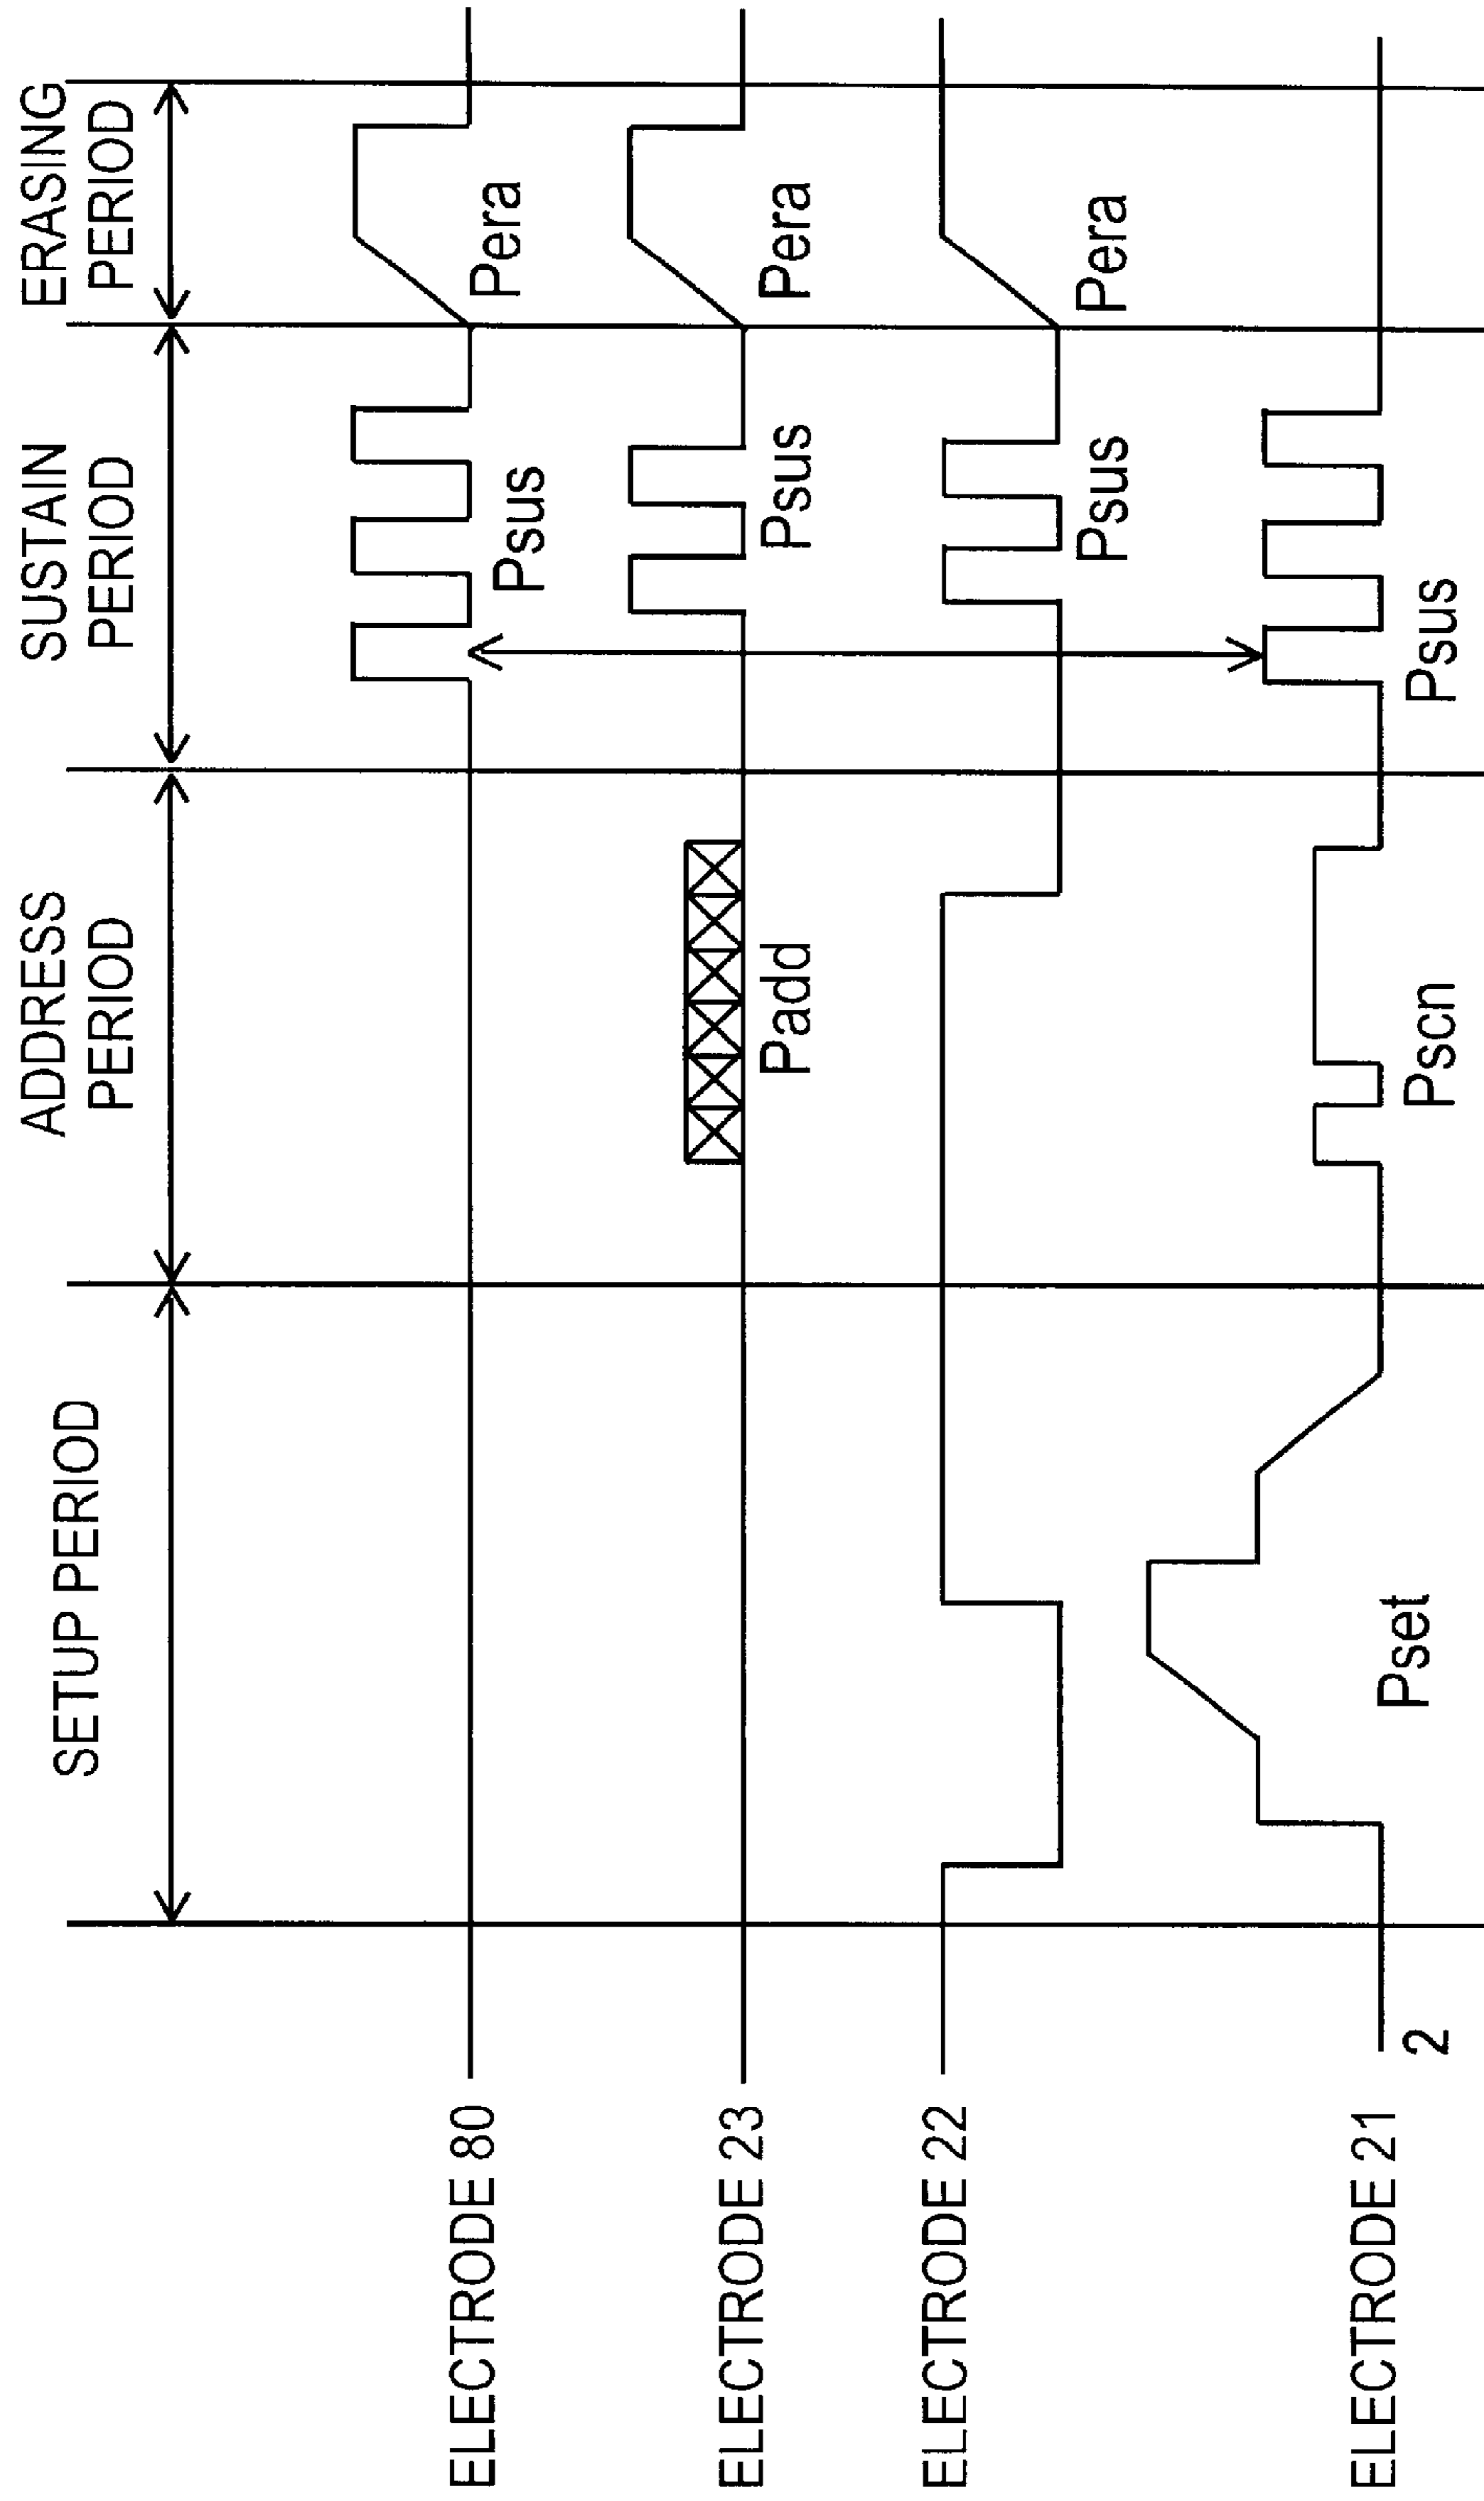 SETUP PERIOD
ADDRESS
PERIOD
SUSTAIN
PERIOD
ERASING
PERIOD
ELECTRODE 80
Psus
Pera
ELECTRODE 23
Padd
Psus
Pera
ELECTRODE 22
Psus
Pera
ELECTRODE 21
2
Pset
Pscn
Psus